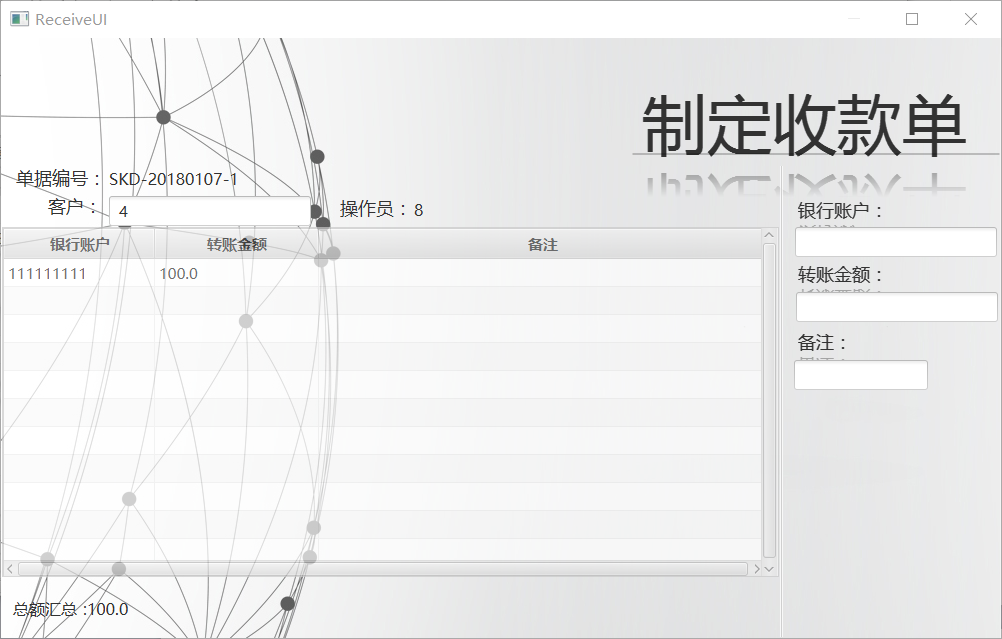 ReceiveUI
制定收款单
单据编号：SKD-20180107-1
客户： 4 操作员：8
银行账户 转账金额 备注
111111111 100.0
总额汇总 :100.0
银行账户：
转账金额：
备注：